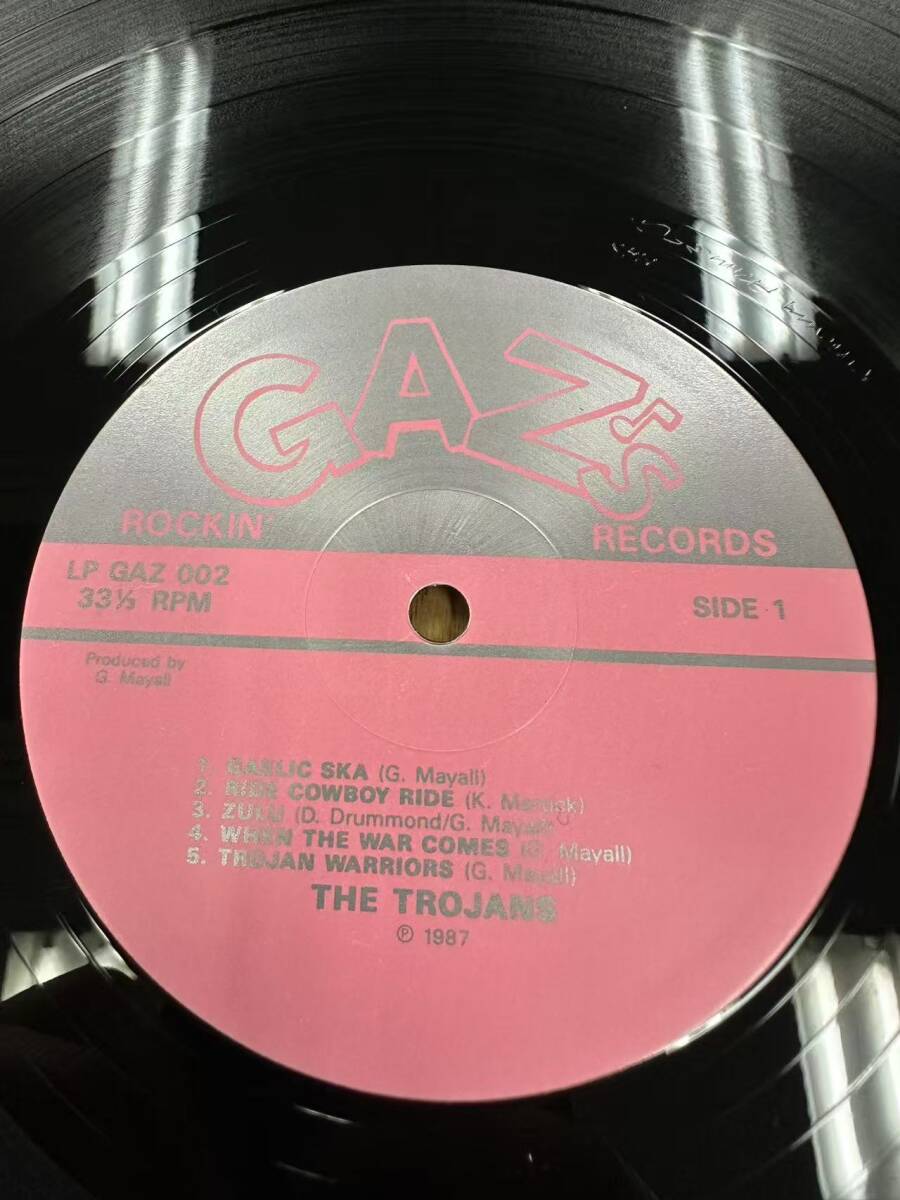 GAZ'S
ROCKIN' RECORDS
LP GAZ 002
33⅓ RPM
SIDE 1
Produced by
G. Mayall
1. GAELIC SKA (G. Mayall)
2. RIDE COWBOY RIDE (K.
3. ZULU (D. Drummond/G. Mayall)
4. WHEN THE WAR COMES (G. Mayall)
5. TROJAN WARRIORS (G. Mayall)
THE TROJANS
℗ 1987